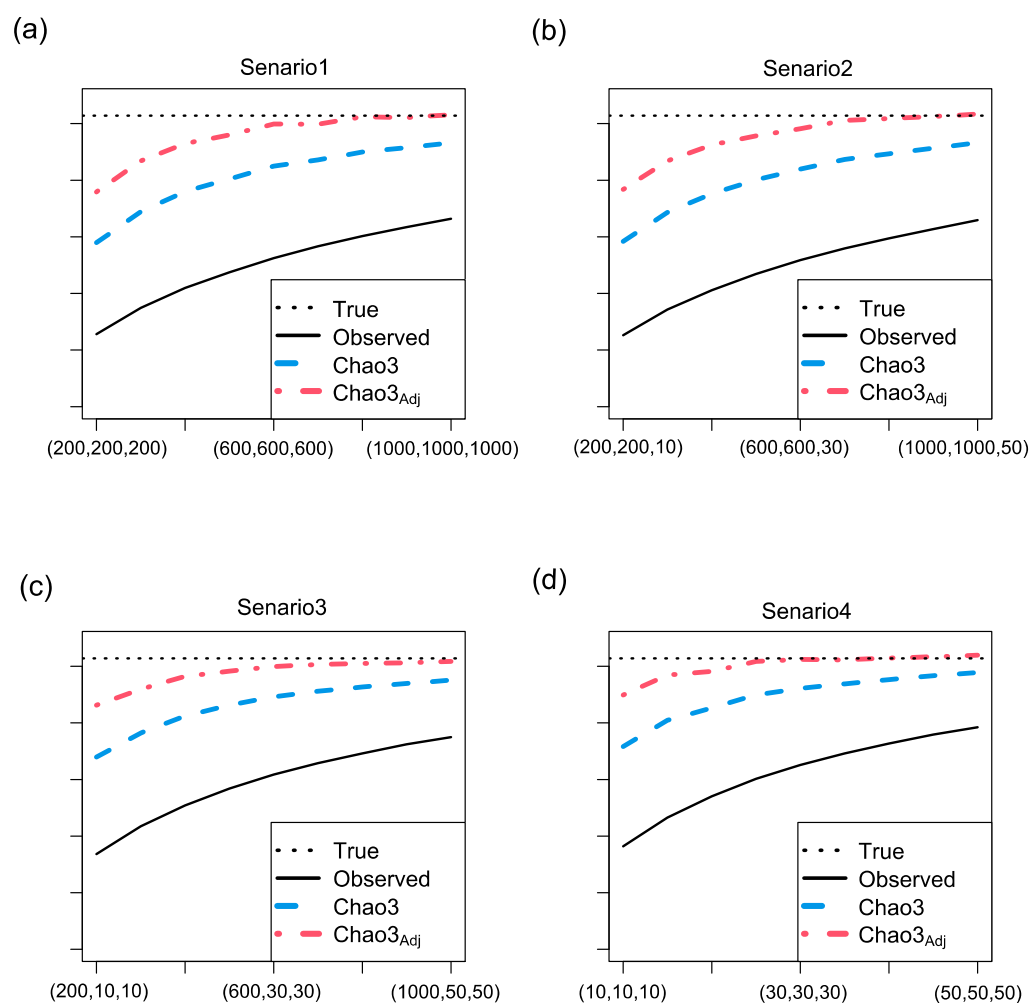 (a)
Senario1
True
Observed
Chao3
Chao3Adj
(200,200,200) (600,600,600) (1000,1000,1000)
(b)
Senario2
True
Observed
Chao3
Chao3Adj
(200,200,10) (600,600,30) (1000,1000,50)
(c)
Senario3
True
Observed
Chao3
Chao3Adj
(200,10,10) (600,30,30) (1000,50,50)
(d)
Senario4
True
Observed
Chao3
Chao3Adj
(10,10,10) (30,30,30) (50,50,50)